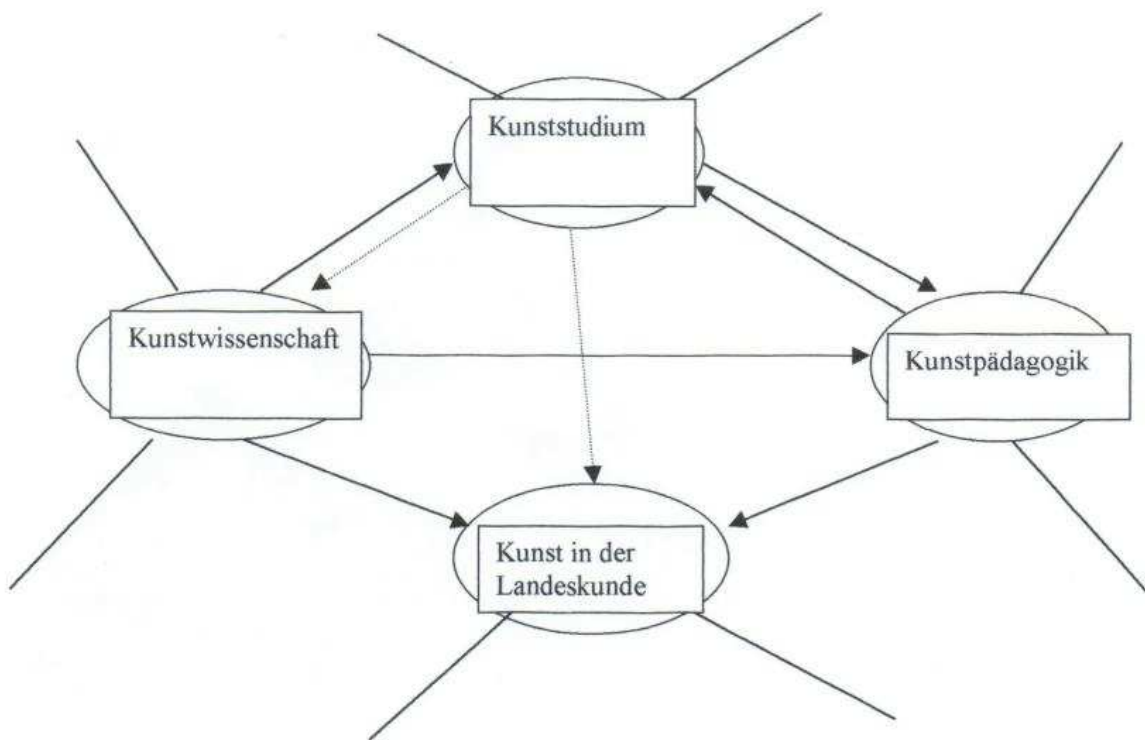 Kunststudium
Kunstwissenschaft
Kunstpädagogik
Kunst in der
Landeskunde